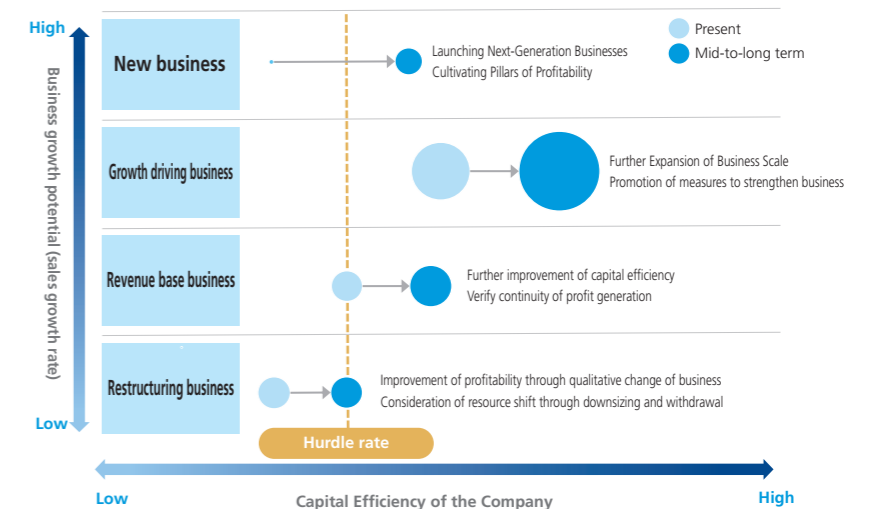 High
Present
Mid-to-long term
New business
Launching Next-Generation Businesses
Cultivating Pillars of Profitability
Business growth potential (sales growth rate)
Growth driving business
Further Expansion of Business Scale
Promotion of measures to strengthen business
Revenue base business
Further improvement of capital efficiency
Verify continuity of profit generation
Restructuring business
Improvement of profitability through qualitative change of business
Consideration of resource shift through downsizing and withdrawal
Low
Hurdle rate
Low
Capital Efficiency of the Company
High